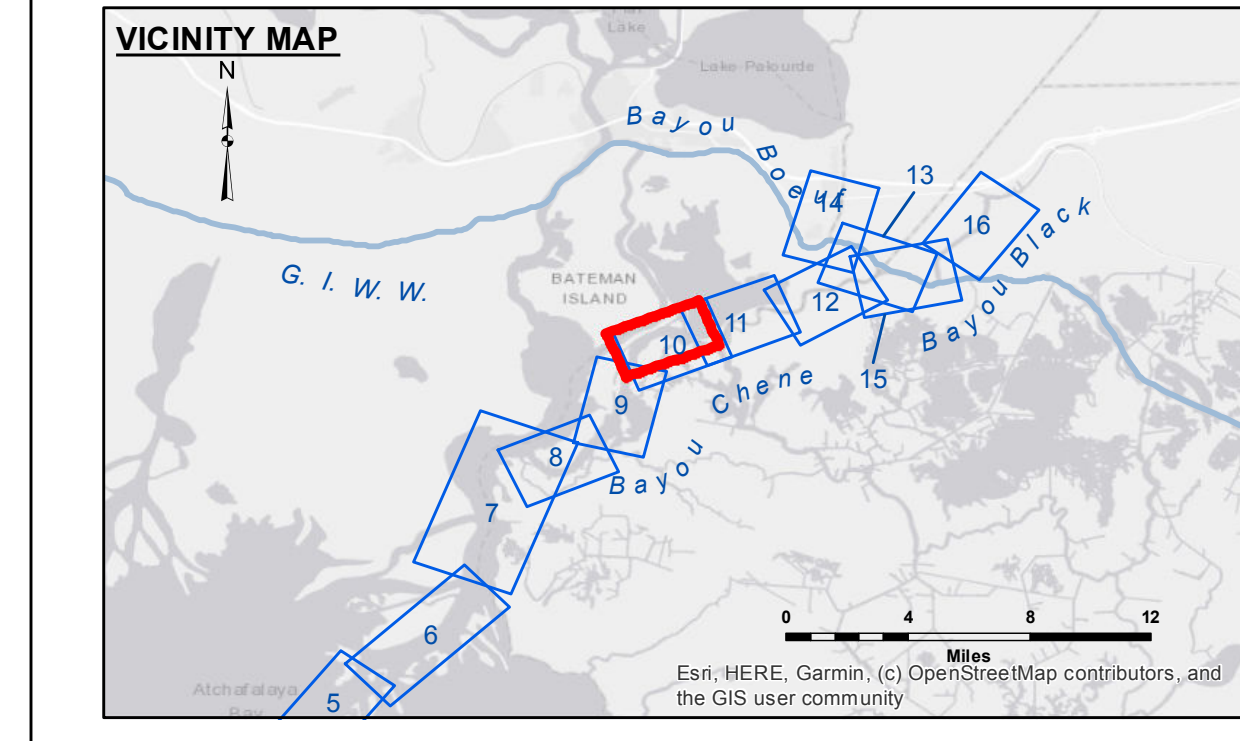 VICINITY MAP
N
Lake
Lake Palourde
Bayou Boeuf
13
14
16
G. I. W. W.
BATEMAN
ISLAND
Bayou Black
12
11
10
15
9
Bayou Chene
8
7
6
5
Atchafalaya
Bay
0 4 8 12
Miles
Esri, HERE, Garmin, (c) OpenStreetMap contributors, and
the GIS user community